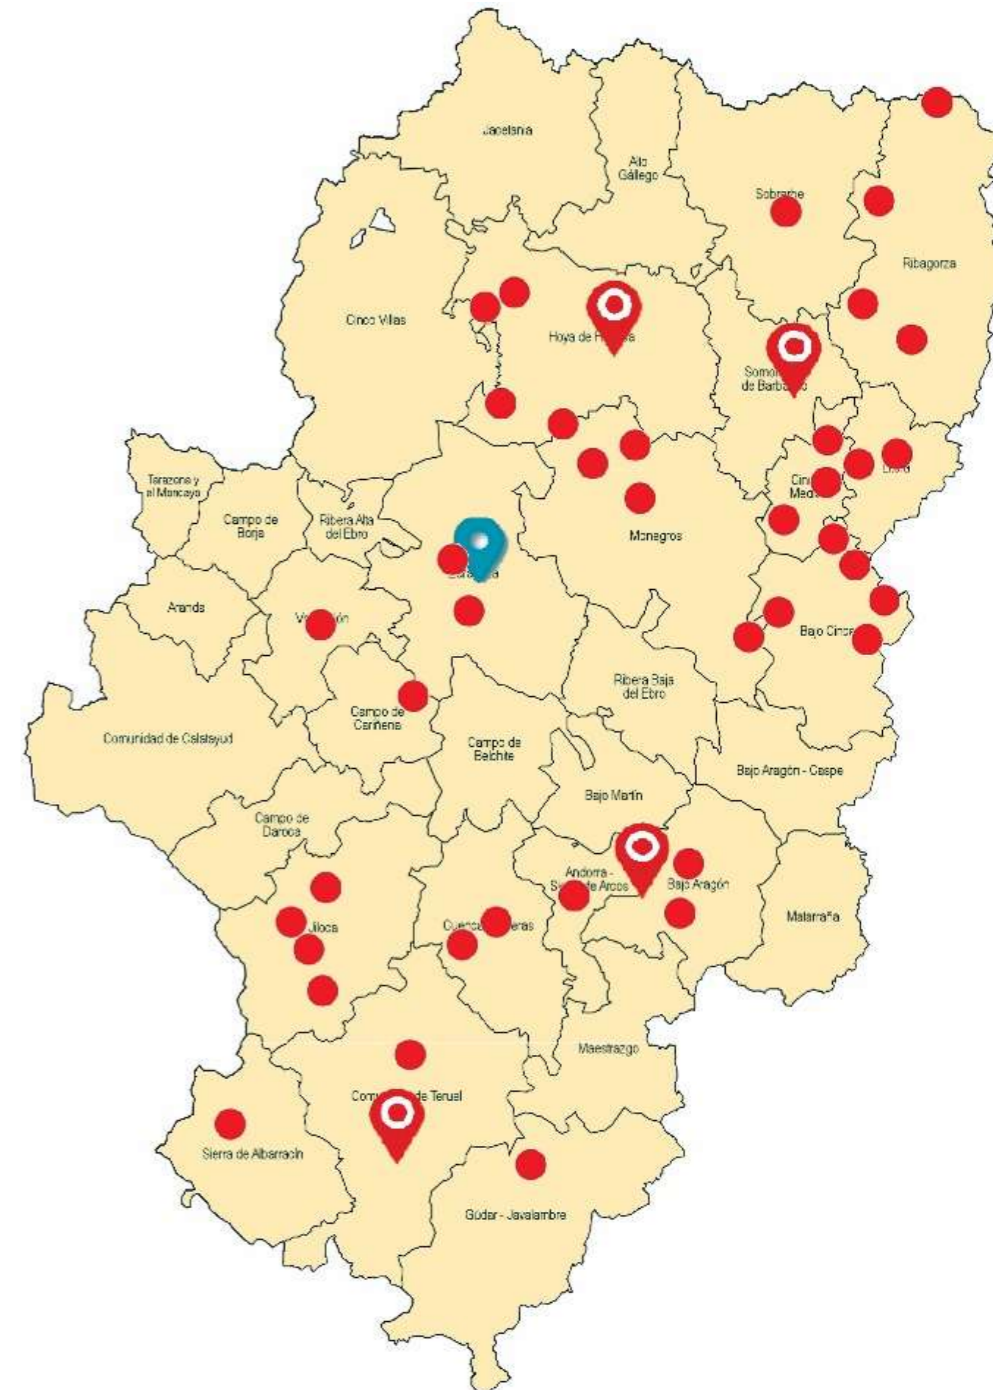 Jacetania
Alto
Gállego
Sobrarbe
Ribagorza
Cinco Villas
Hoya de
de
Tarazona y
el Moncayo
Campo de
Borja
Ribera Alta
del Ebro
Monegros
Aranda
Bajo Cinca
Ribera Baja
del Ebro
Campo de
Cariñena
Comunidad de Calatayud
Campo de
Belchite
Bajo Aragón - Caspe
Bajo Martín
Campo de
Daroca
Andorra -
de Arcos
Bajo Aragón
Matarraña
Jiloca
Maestrazgo
de Teruel
Sierra de Albarracín
Gúdar - Javalambre